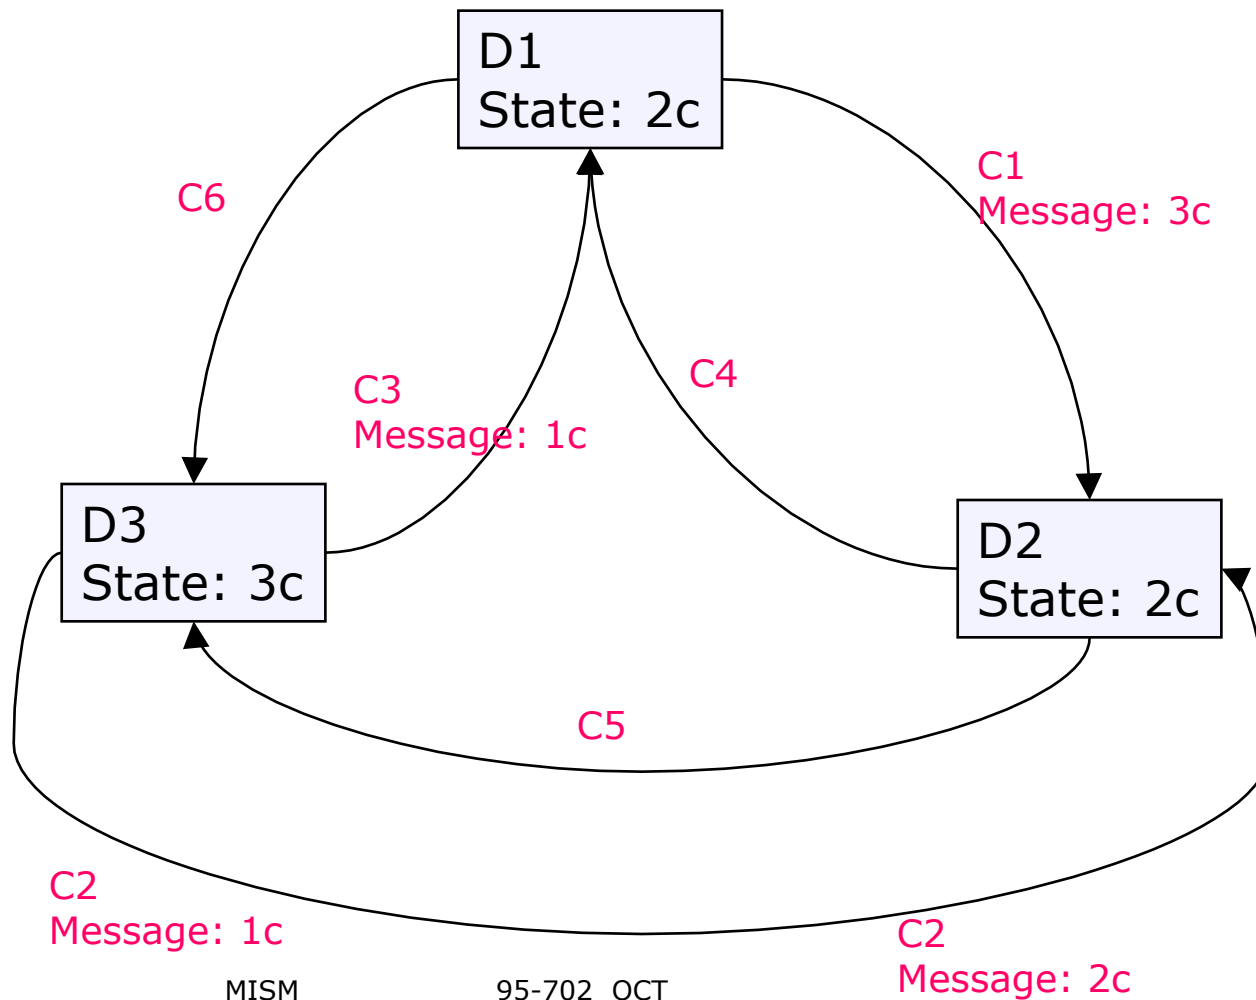 D1
State: 2c
C1
Message: 3c
C6
C4
C3
Message: 1c
D3
State: 3c
D2
State: 2c
C5
C2
Message: 1c
C2
Message: 2c
MISM 95-702 OCT